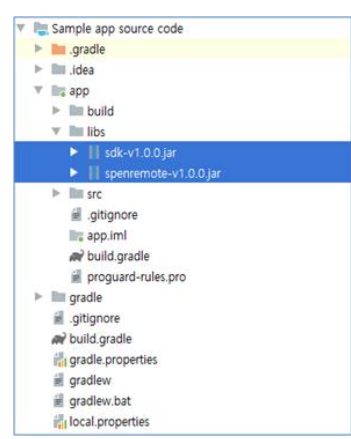 Sample app source code
.gradle
.idea
app
build
libs
sdk-v1.0.0.jar
spenremote-v1.0.0.jar
src
.gitignore
app.iml
build.gradle
proguard-rules.pro
gradle
.gitignore
build.gradle
gradle.properties
gradlew
gradlew.bat
local.properties